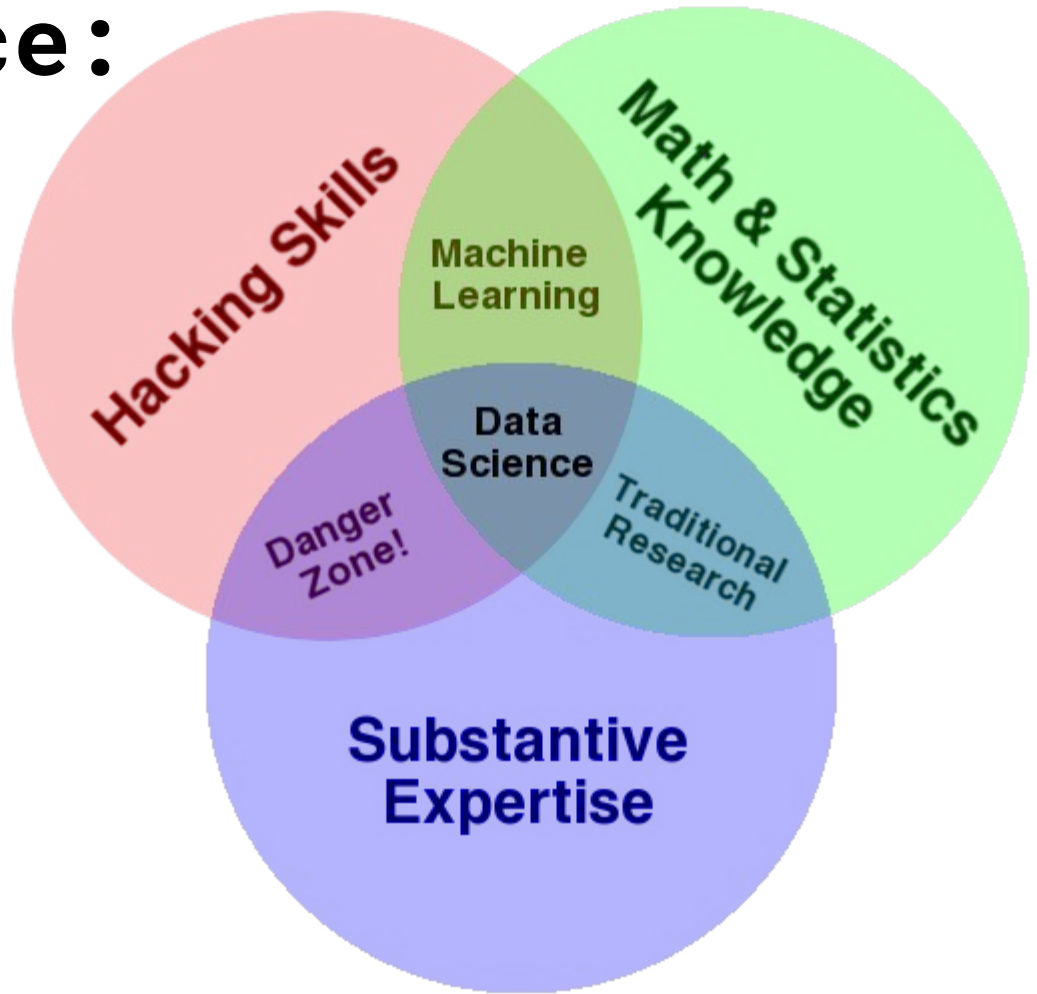 ce:
Hacking Skills
Math & Statistics
Knowledge
Machine
Learning
Data
Science
Danger
Zone!
Traditional
Research
Substantive
Expertise